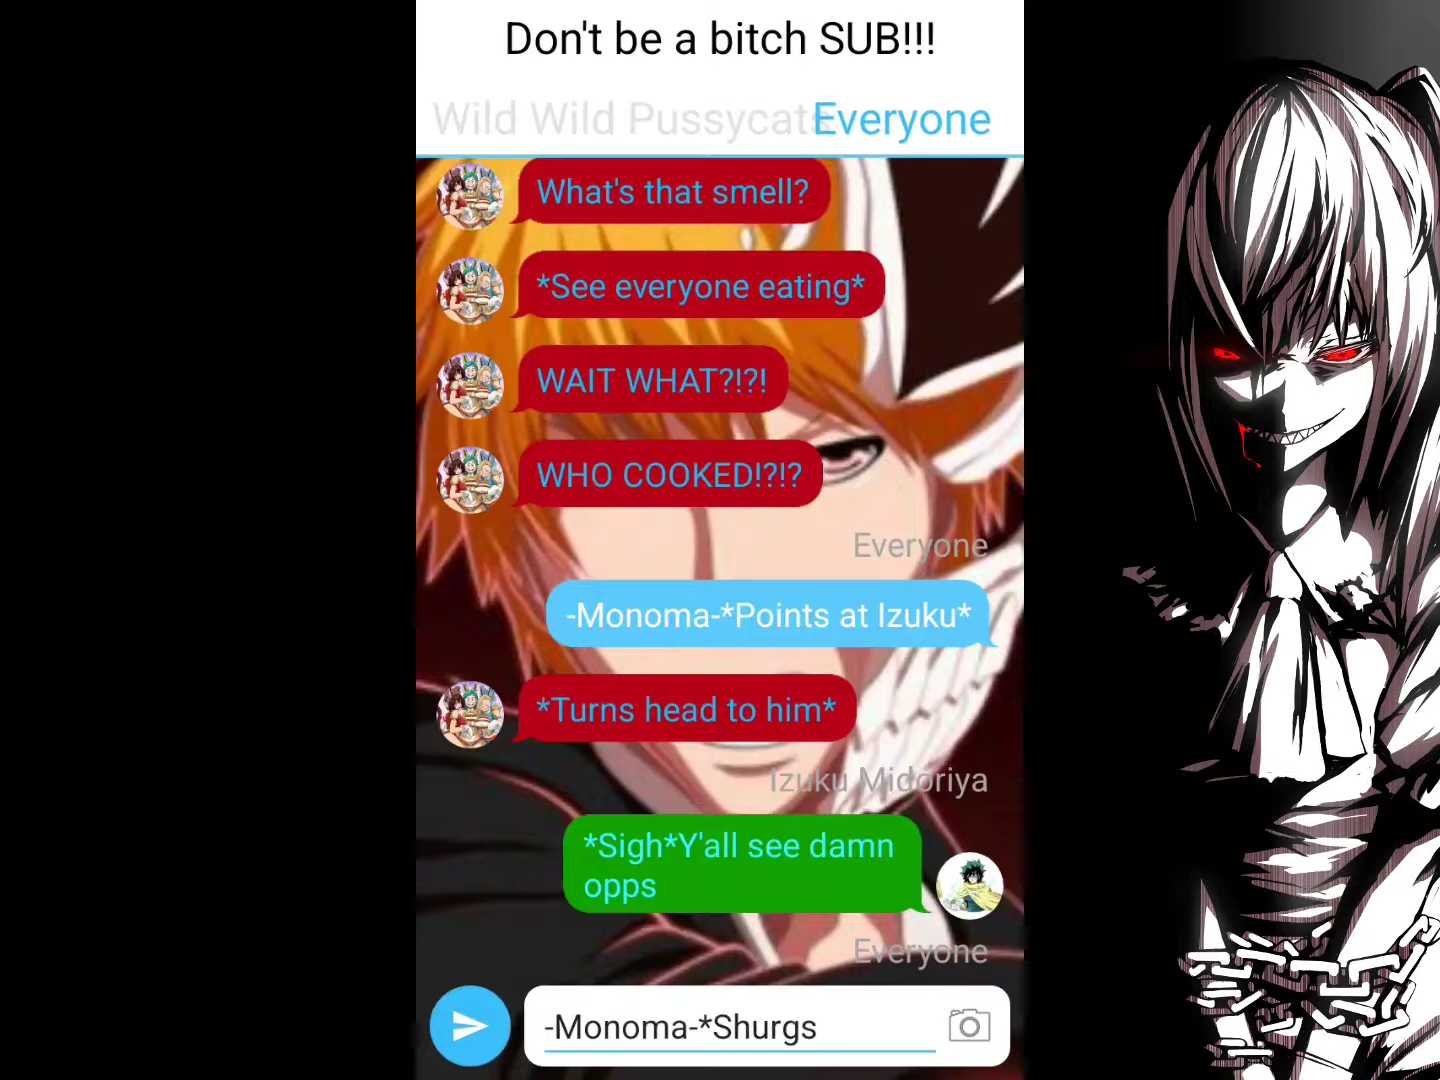 Don't be a bitch SUB!!!
Wild Wild Pussycats Everyone
What's that smell?
*See everyone eating*
WAIT WHAT?!?!
WHO COOKED!?!?
Everyone
-Monoma-*Points at Izuku*
*Turns head to him*
Izuku Midoriya
*Sigh*Y'all see damn
opps
Everyone
-Monoma-*Shurgs